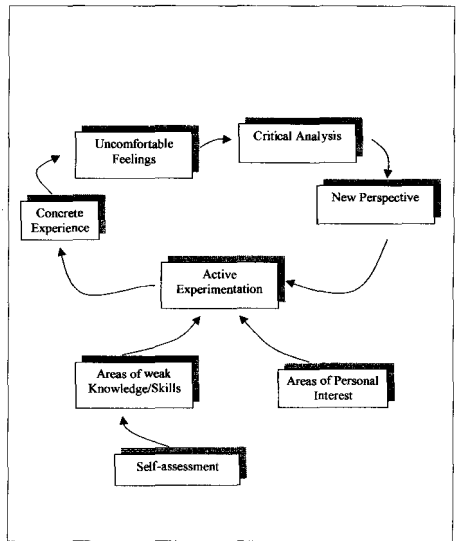 Uncomfortable
Feelings
Critical Analysis
Concrete
Experience
New Perspective
Active
Experimentation
Areas of weak
Knowledge/Skills
Areas of Personal
Interest
Self-assessment